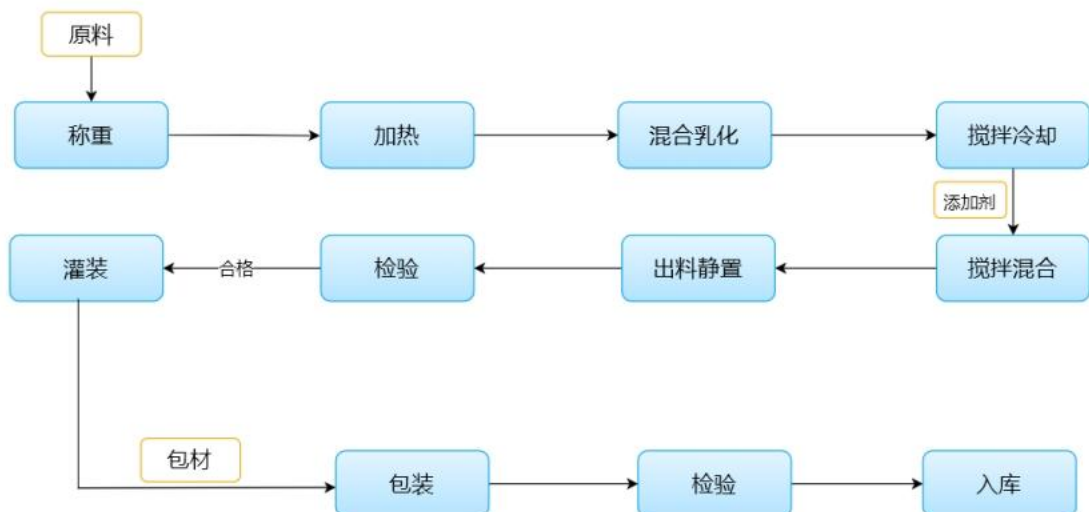 原料
称重
加热
混合乳化
搅拌冷却
添加剂
搅拌混合
出料静置
检验
合格
灌装
包材
包装
检验
入库